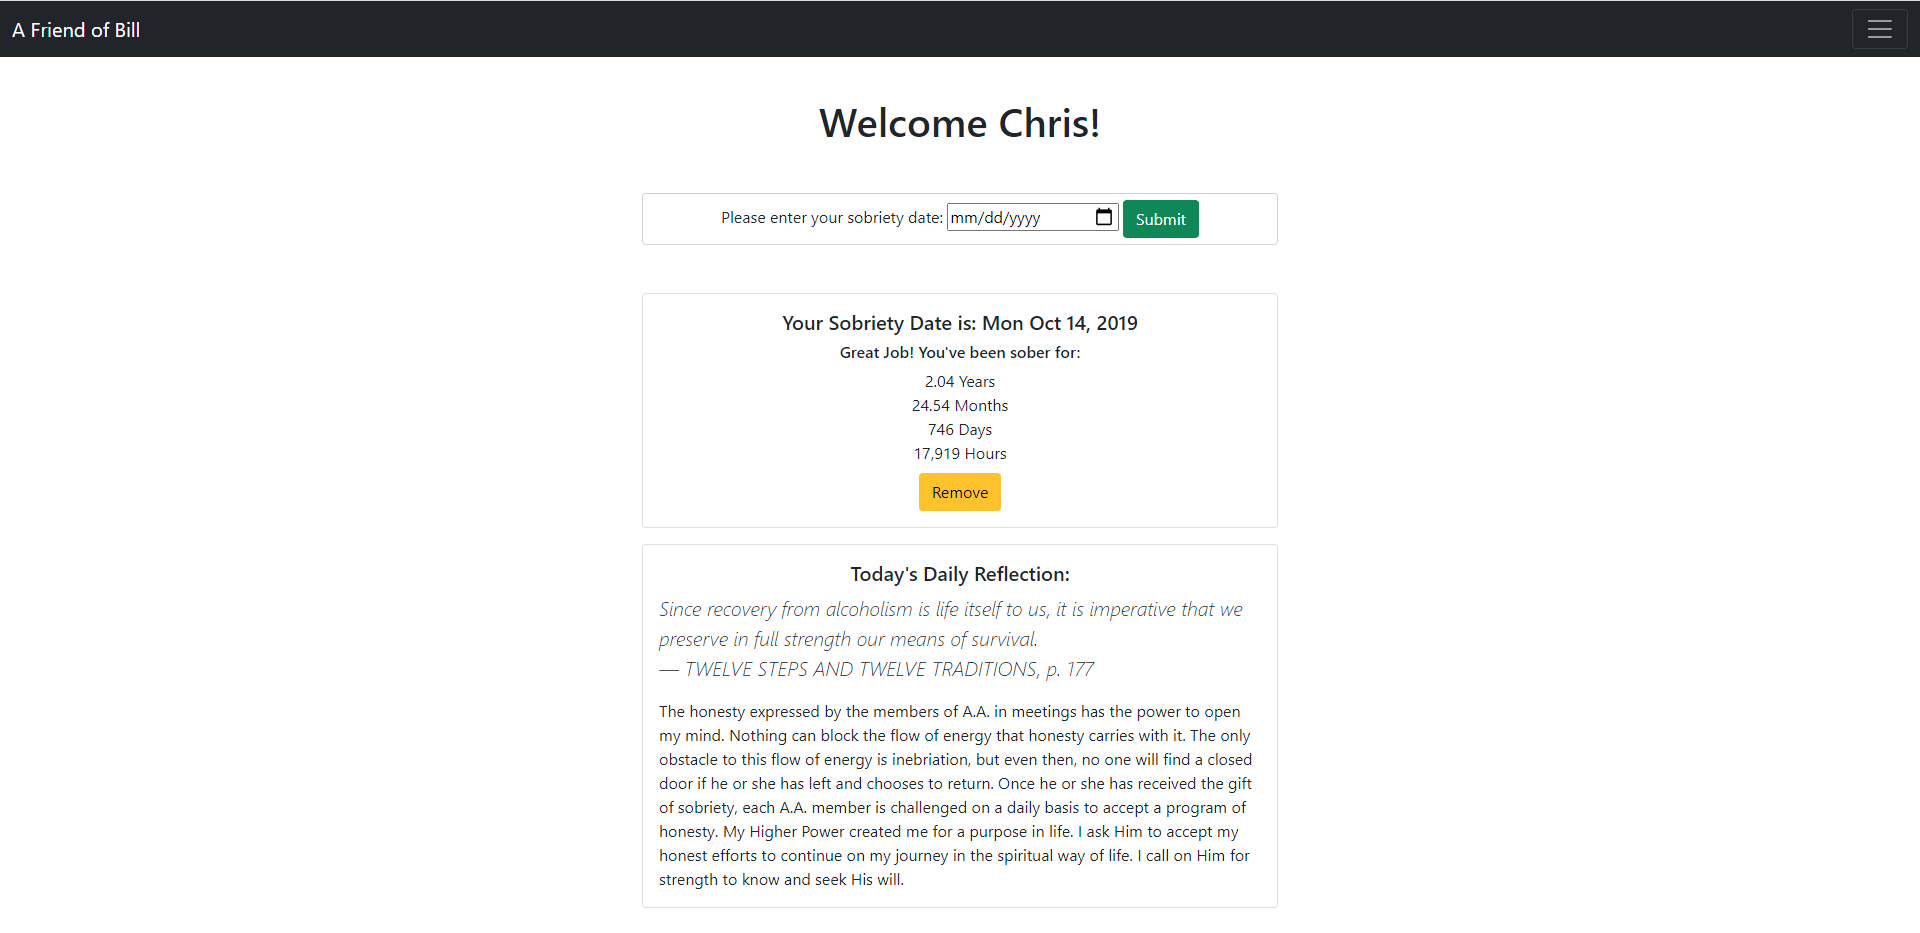 A Friend of Bill
Welcome Chris!
Please enter your sobriety date: mm/dd/yyyy Submit
Your Sobriety Date is: Mon Oct 14, 2019
Great Job! You've been sober for:
2.04 Years
24.54 Months
746 Days
17,919 Hours
Remove
Today's Daily Reflection:
Since recovery from alcoholism is life itself to us, it is imperative that we
preserve in full strength our means of survival.
— TWELVE STEPS AND TWELVE TRADITIONS, p. 177
The honesty expressed by the members of A.A. in meetings has the power to open
my mind. Nothing can block the flow of energy that honesty carries with it. The only
obstacle to this flow of energy is inebriation, but even then, no one will find a closed
door if he or she has left and chooses to return. Once he or she has received the gift
of sobriety, each A.A. member is challenged on a daily basis to accept a program of
honesty. My Higher Power created me for a purpose in life. I ask Him to accept my
honest efforts to continue on my journey in the spiritual way of life. I call on Him for
strength to know and seek His will.